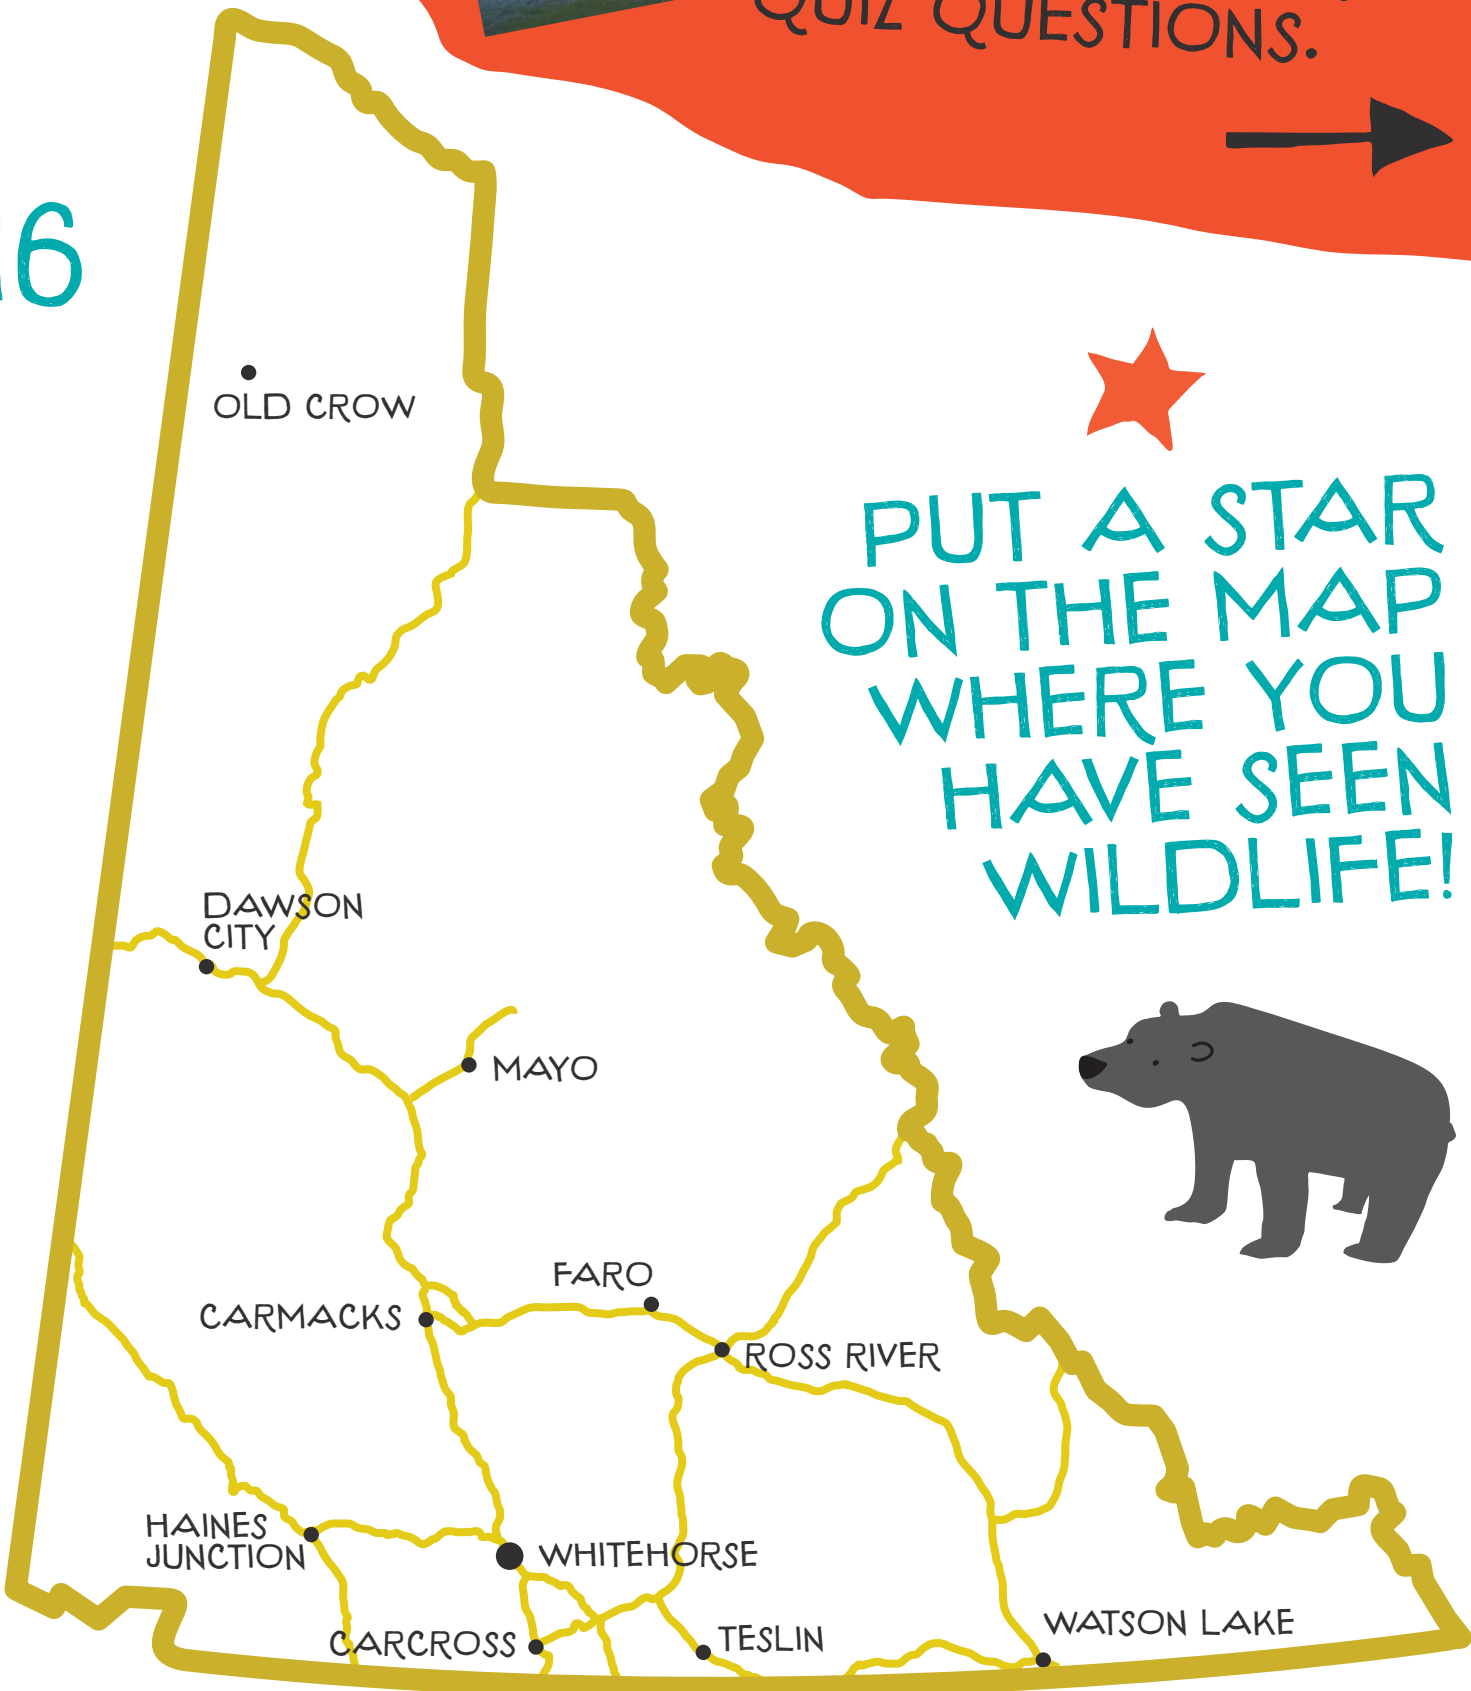 QUIZ QUESTIONS.
6
OLD CROW
PUT A STAR
ON THE MAP
WHERE YOU
HAVE SEEN
WILDLIFE!
DAWSON
CITY
MAYO
FARO
CARMACKS
ROSS RIVER
HAINES
JUNCTION
WHITEHORSE
CARCROSS
TESLIN
WATSON LAKE